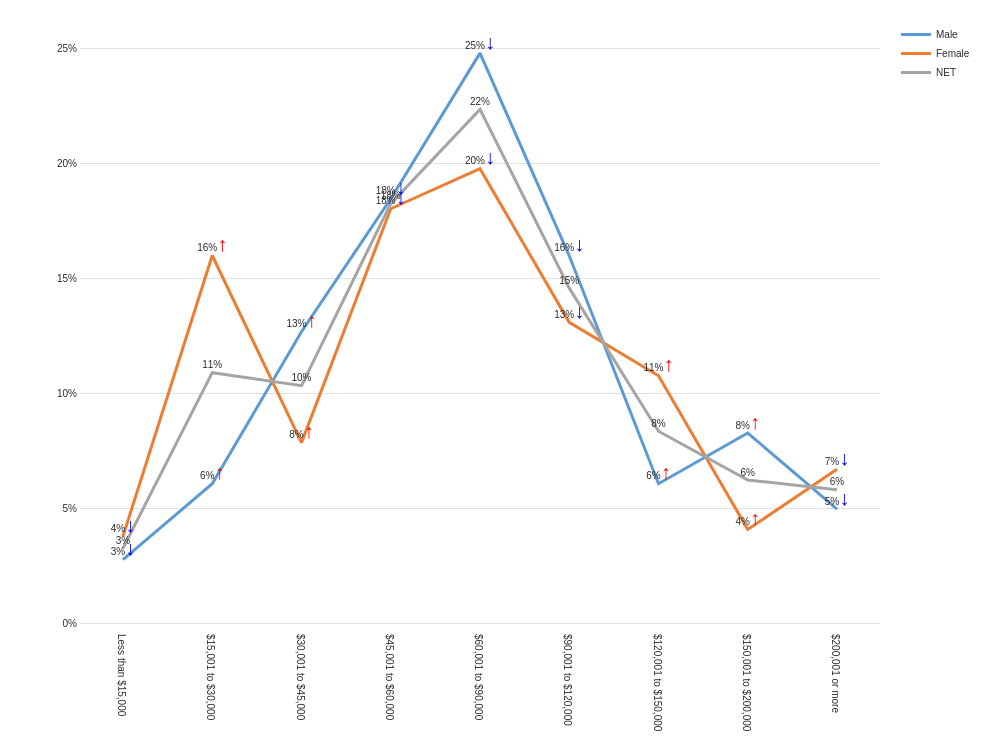 Male
Female
NET
25%
20%
15%
10%
5%
0%
25%↓
22%
20%↓
18%↓
18%
18%↓
16%↑
16%↓
15%
13%↑
13%↓
11%
11%↑
10%
8%↑
8%
8%↑
6%↑
6%↑
6%
7%↓
6%
5%↓
4%↓
3%
3%↓
4%↑
Less than $15,000
$15,001 to $30,000
$30,001 to $45,000
$45,001 to $60,000
$60,001 to $90,000
$90,001 to $120,000
$120,001 to $150,000
$150,001 to $200,000
$200,001 or more